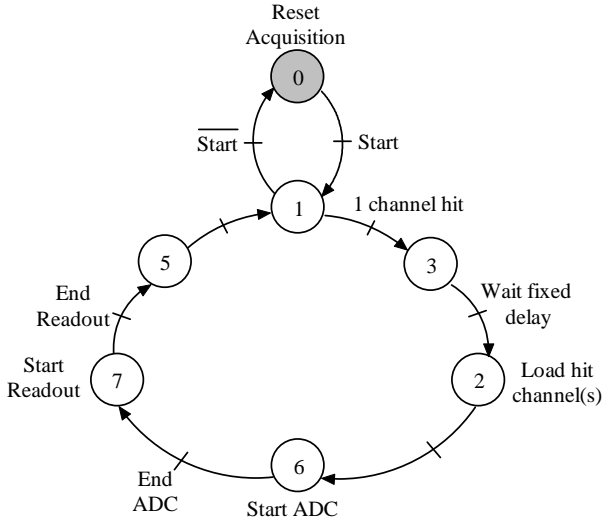 Reset
Acquisition
0
Start
Start
1
1 channel hit
5
3
End
Readout
Wait fixed
delay
Start
Readout
7
2
Load hit
channel(s)
6
End
ADC
Start ADC